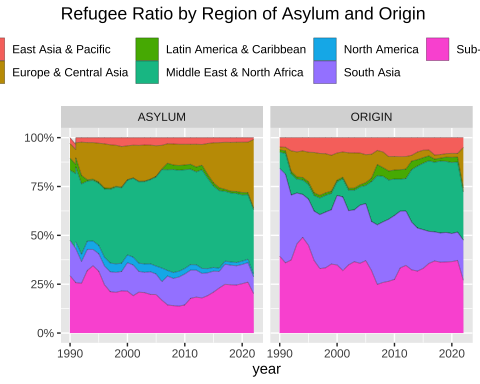 Refugee Ratio by Region of Asylum and Origin
East Asia & Pacific Latin America & Caribbean North America Sub-
Europe & Central Asia Middle East & North Africa South Asia
ASYLUM ORIGIN
100%
75%
50%
25%
0%
1990 2000 2010 2020 1990 2000 2010 2020
year